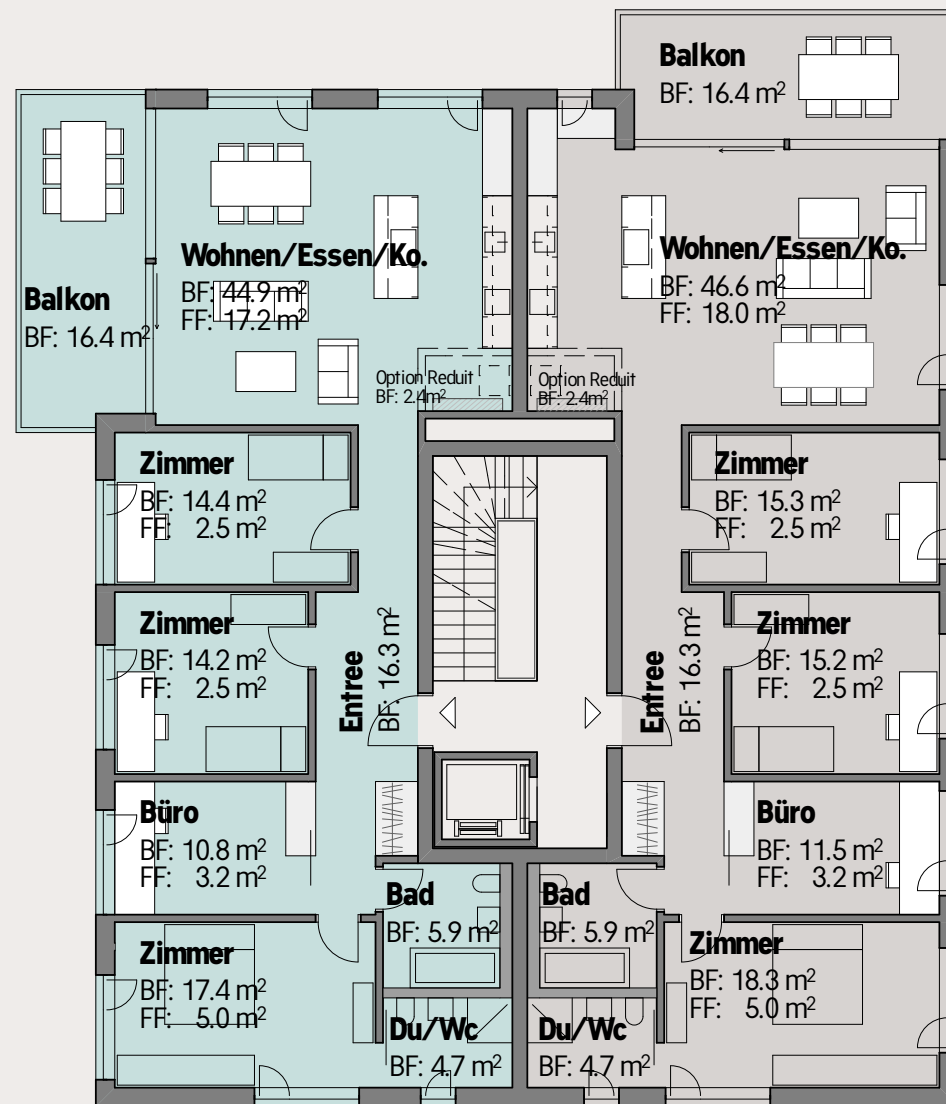 Balkon
BF: 16.4 m²
Wohnen/Essen/Ko.
BF: 44.9 m²
FF: 17.2 m²
Wohnen/Essen/Ko.
BF: 46.6 m²
FF: 18.0 m²
Balkon
BF: 16.4 m²
Option Reduit
BF: 2.4m²
Option Reduit
BF: 2.4m²
Zimmer
BF: 14.4 m²
FF: 2.5 m²
Zimmer
BF: 15.3 m²
FF: 2.5 m²
Zimmer
BF: 14.2 m²
FF: 2.5 m²
Entree
BF: 16.3 m²
Entree
BF: 16.3 m²
Zimmer
BF: 15.2 m²
FF: 2.5 m²
Büro
BF: 10.8 m²
FF: 3.2 m²
Büro
BF: 11.5 m²
FF: 3.2 m²
Bad
BF: 5.9 m²
Bad
BF: 5.9 m²
Zimmer
BF: 17.4 m²
FF: 5.0 m²
Zimmer
BF: 18.3 m²
FF: 5.0 m²
Du/Wc
BF: 4.7 m²
Du/Wc
BF: 4.7 m²